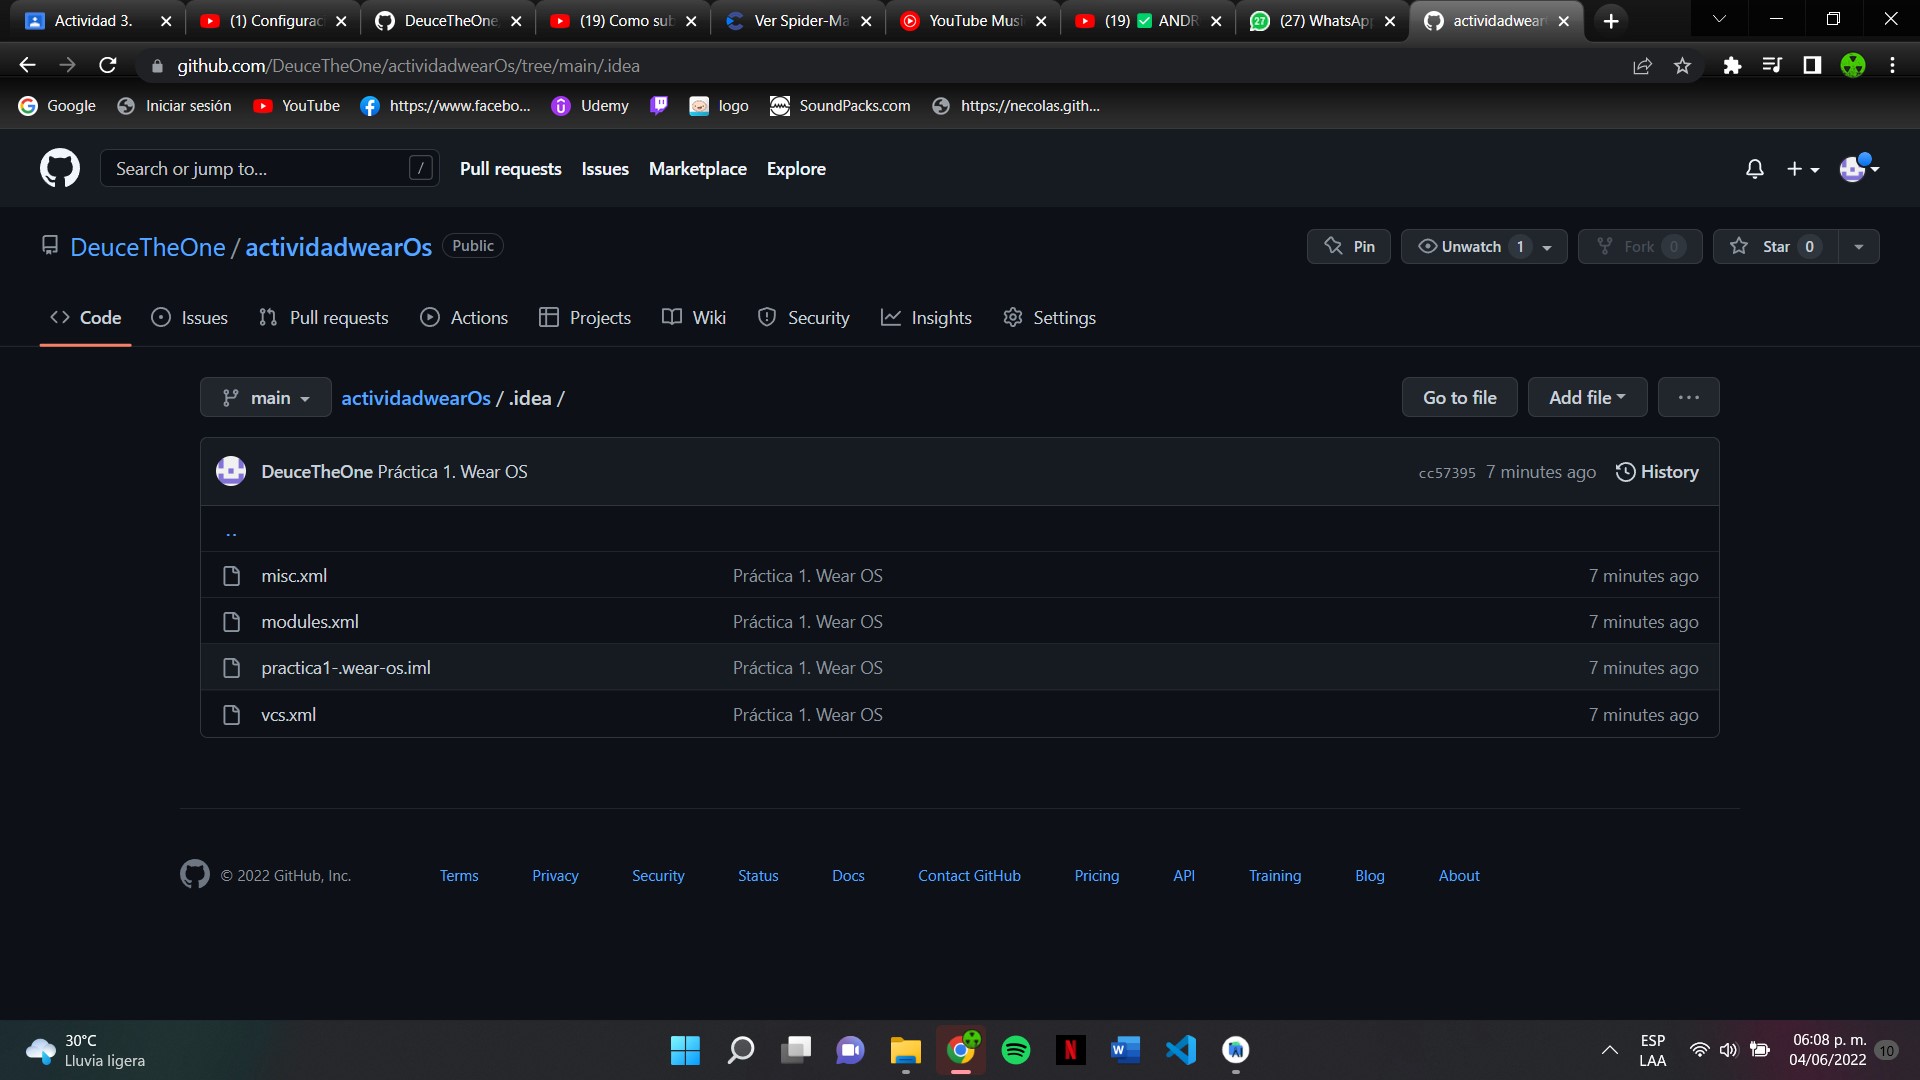 Actividad 3.
(1) Configurac
DeuceTheOne
(19) Como sub
Ver Spider-Ma
YouTube Musi
(19) ✅ ANDR
(27) WhatsApp
actividadwear
github.com/DeuceTheOne/actividadwearOs/tree/main/.idea
Google
Iniciar sesión
YouTube
https://www.facebo...
Udemy
logo
SoundPacks.com
https://necolas.gith...
Search or jump to...
/
Pull requests
Issues
Marketplace
Explore
DeuceTheOne / actividadwearOs
Public
Pin
Unwatch 1
Fork 0
Star 0
Code
Issues
Pull requests
Actions
Projects
Wiki
Security
Insights
Settings
main
actividadwearOs / .idea /
Go to file
Add file
...
DeuceTheOne Práctica 1. Wear OS
cc57395 7 minutes ago
History
..
misc.xml
Práctica 1. Wear OS
7 minutes ago
modules.xml
Práctica 1. Wear OS
7 minutes ago
practica1-.wear-os.iml
Práctica 1. Wear OS
7 minutes ago
vcs.xml
Práctica 1. Wear OS
7 minutes ago
© 2022 GitHub, Inc.
Terms
Privacy
Security
Status
Docs
Contact GitHub
Pricing
API
Training
Blog
About
30°C
Lluvia ligera
ESP
LAA
06:08 p. m.
04/06/2022
10